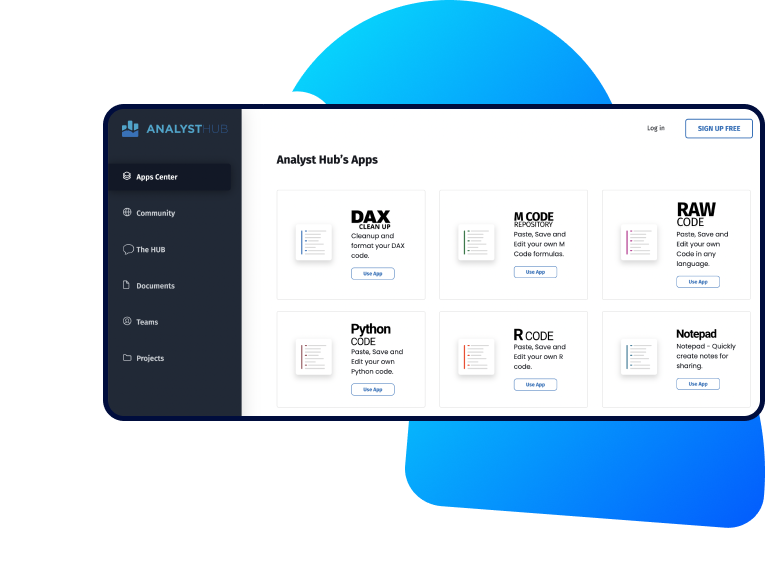 ANALYSTHUB
Log in
SIGN UP FREE
Analyst Hub's Apps
Apps Center
Community
The HUB
Documents
Teams
Projects
DAX
CLEAN UP
Cleanup and
format your DAX
code.
Use App
M CODE
REPOSITORY
Paste, Save and
Edit your own M
Code formulas.
Use App
RAW
CODE
Paste, Save and
Edit your own
Code in any
language.
Use App
Python
CODE
Paste, Save and
Edit your own
Python code.
Use App
R CODE
Paste, Save and
Edit your own R
code.
Use App
Notepad
Notepad - Quickly
create notes for
sharing.
Use App